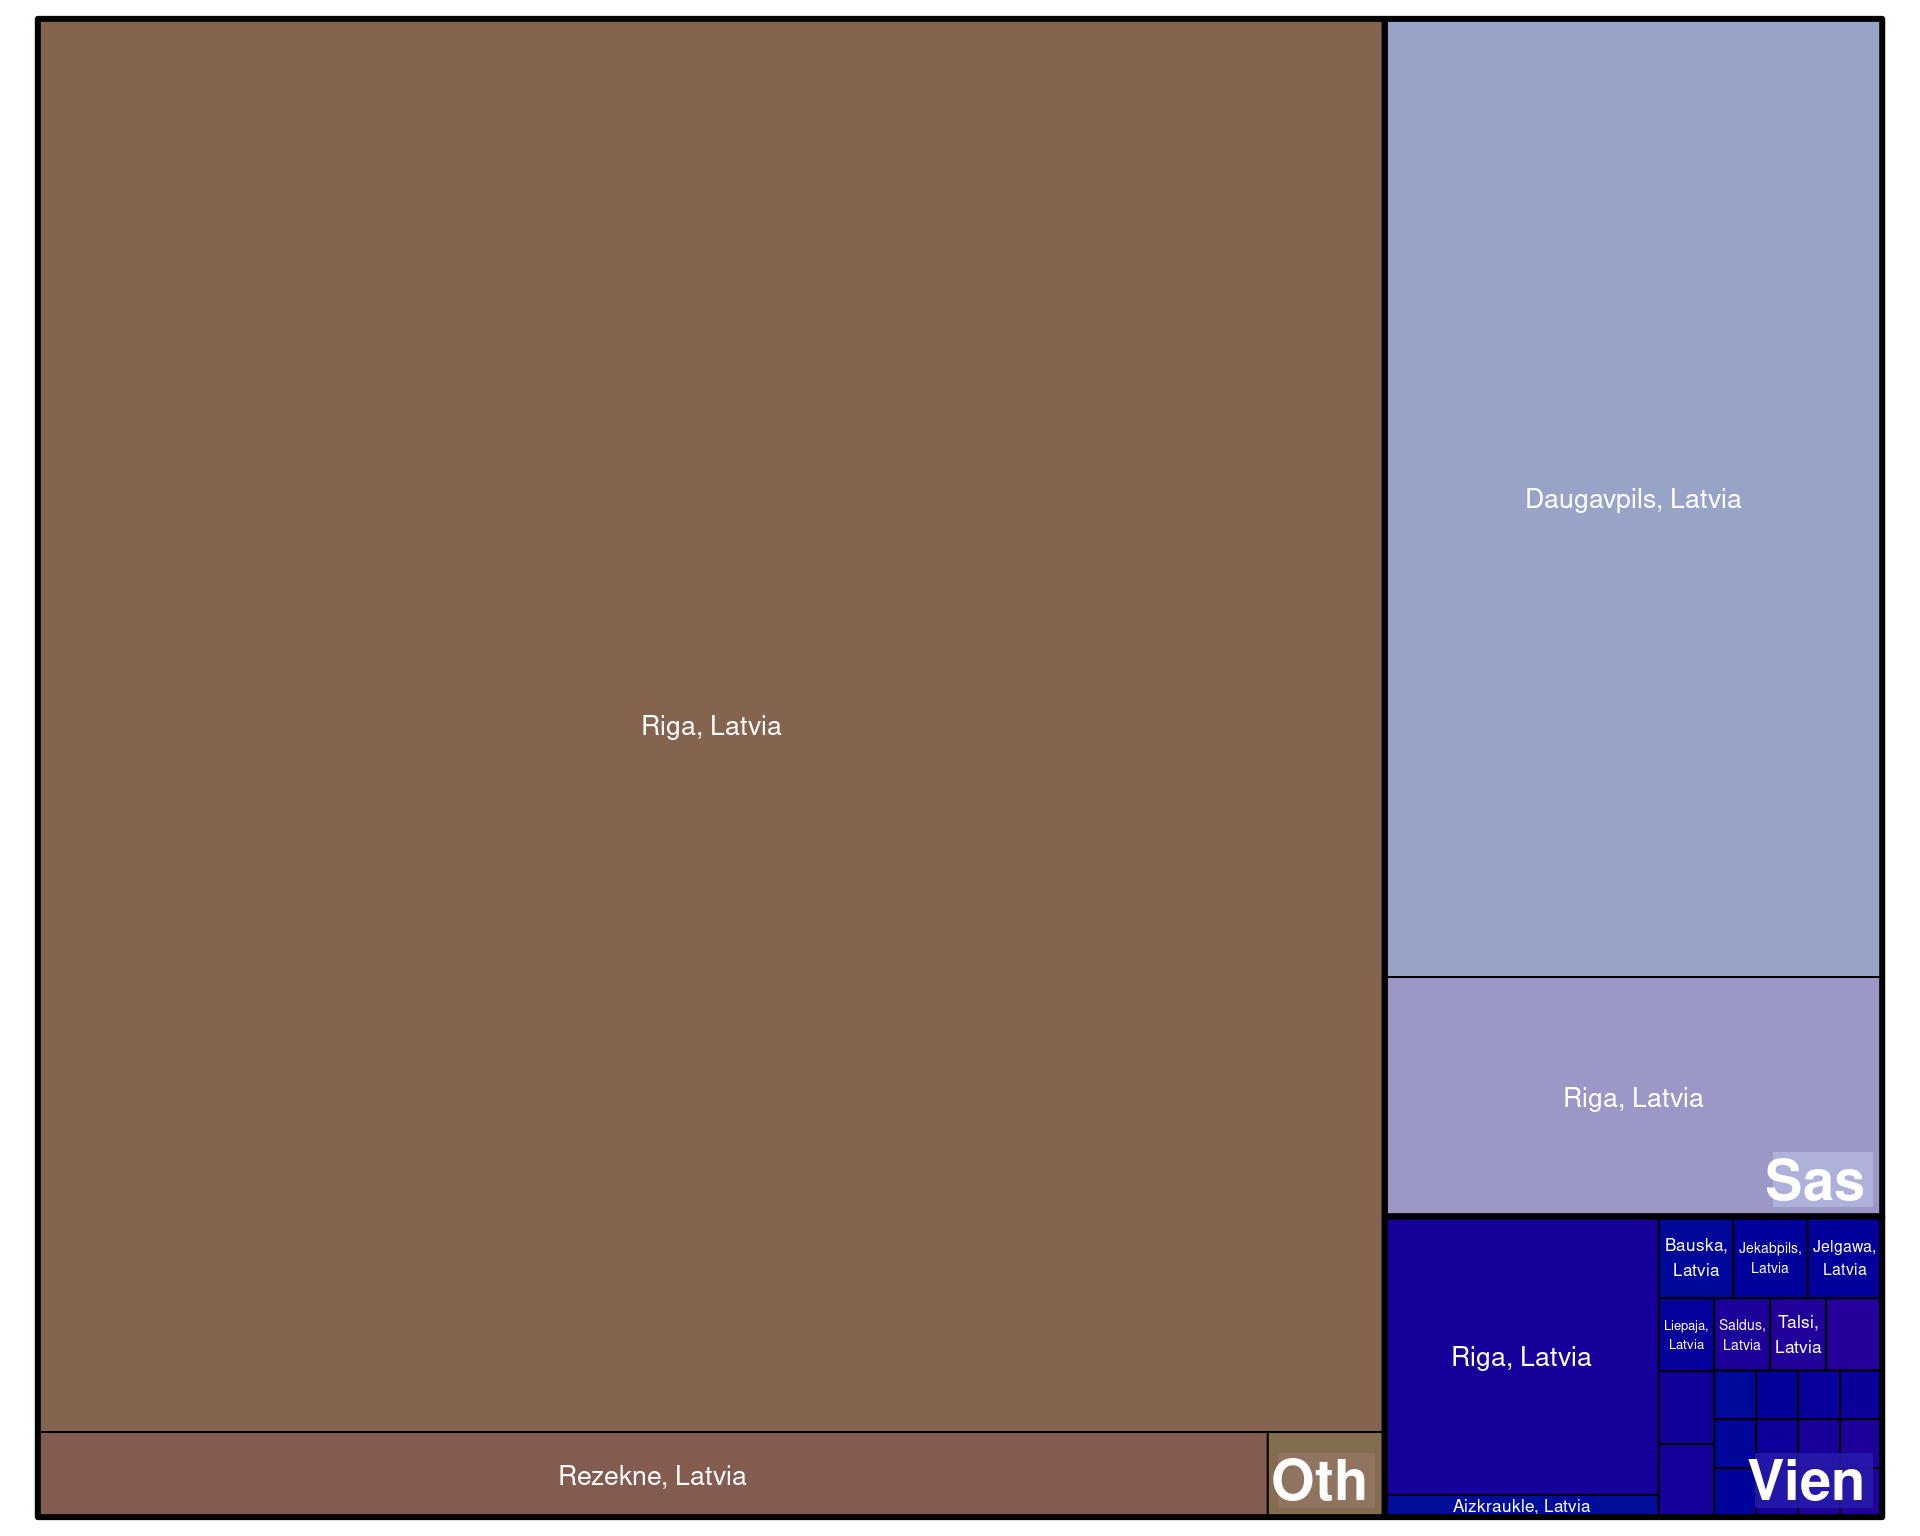 Riga, Latvia
Rezekne, Latvia
Oth
Daugavpils, Latvia
Riga, Latvia
Sas
Riga, Latvia
Aizkraukle, Latvia
Bauska,
Latvia
Jekabpils,
Latvia
Jelgawa,
Latvia
Liepaja,
Latvia
Saldus,
Latvia
Talsi,
Latvia
Vien